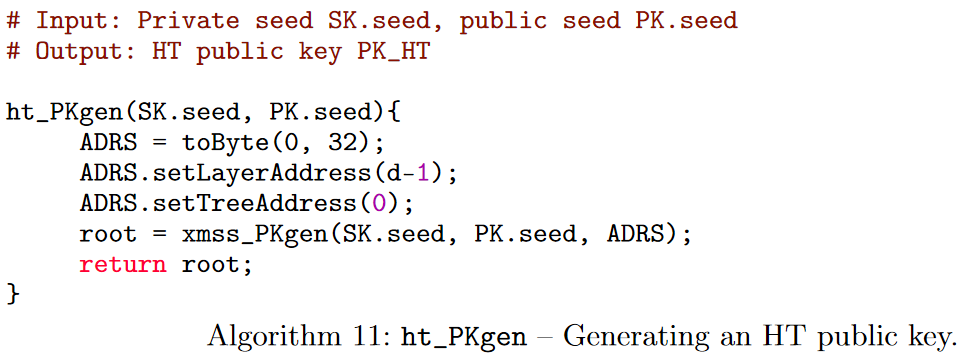 # Input: Private seed SK.seed, public seed PK.seed
# Output: HT public key PK_HT
ht_PKgen(SK.seed, PK.seed){
ADRS = toByte(0, 32);
ADRS.setLayerAddress(d-1);
ADRS.setTreeAddress(0);
root = xmss_PKgen(SK.seed, PK.seed, ADRS);
return root;
}
Algorithm 11: ht_PKgen – Generating an HT public key.